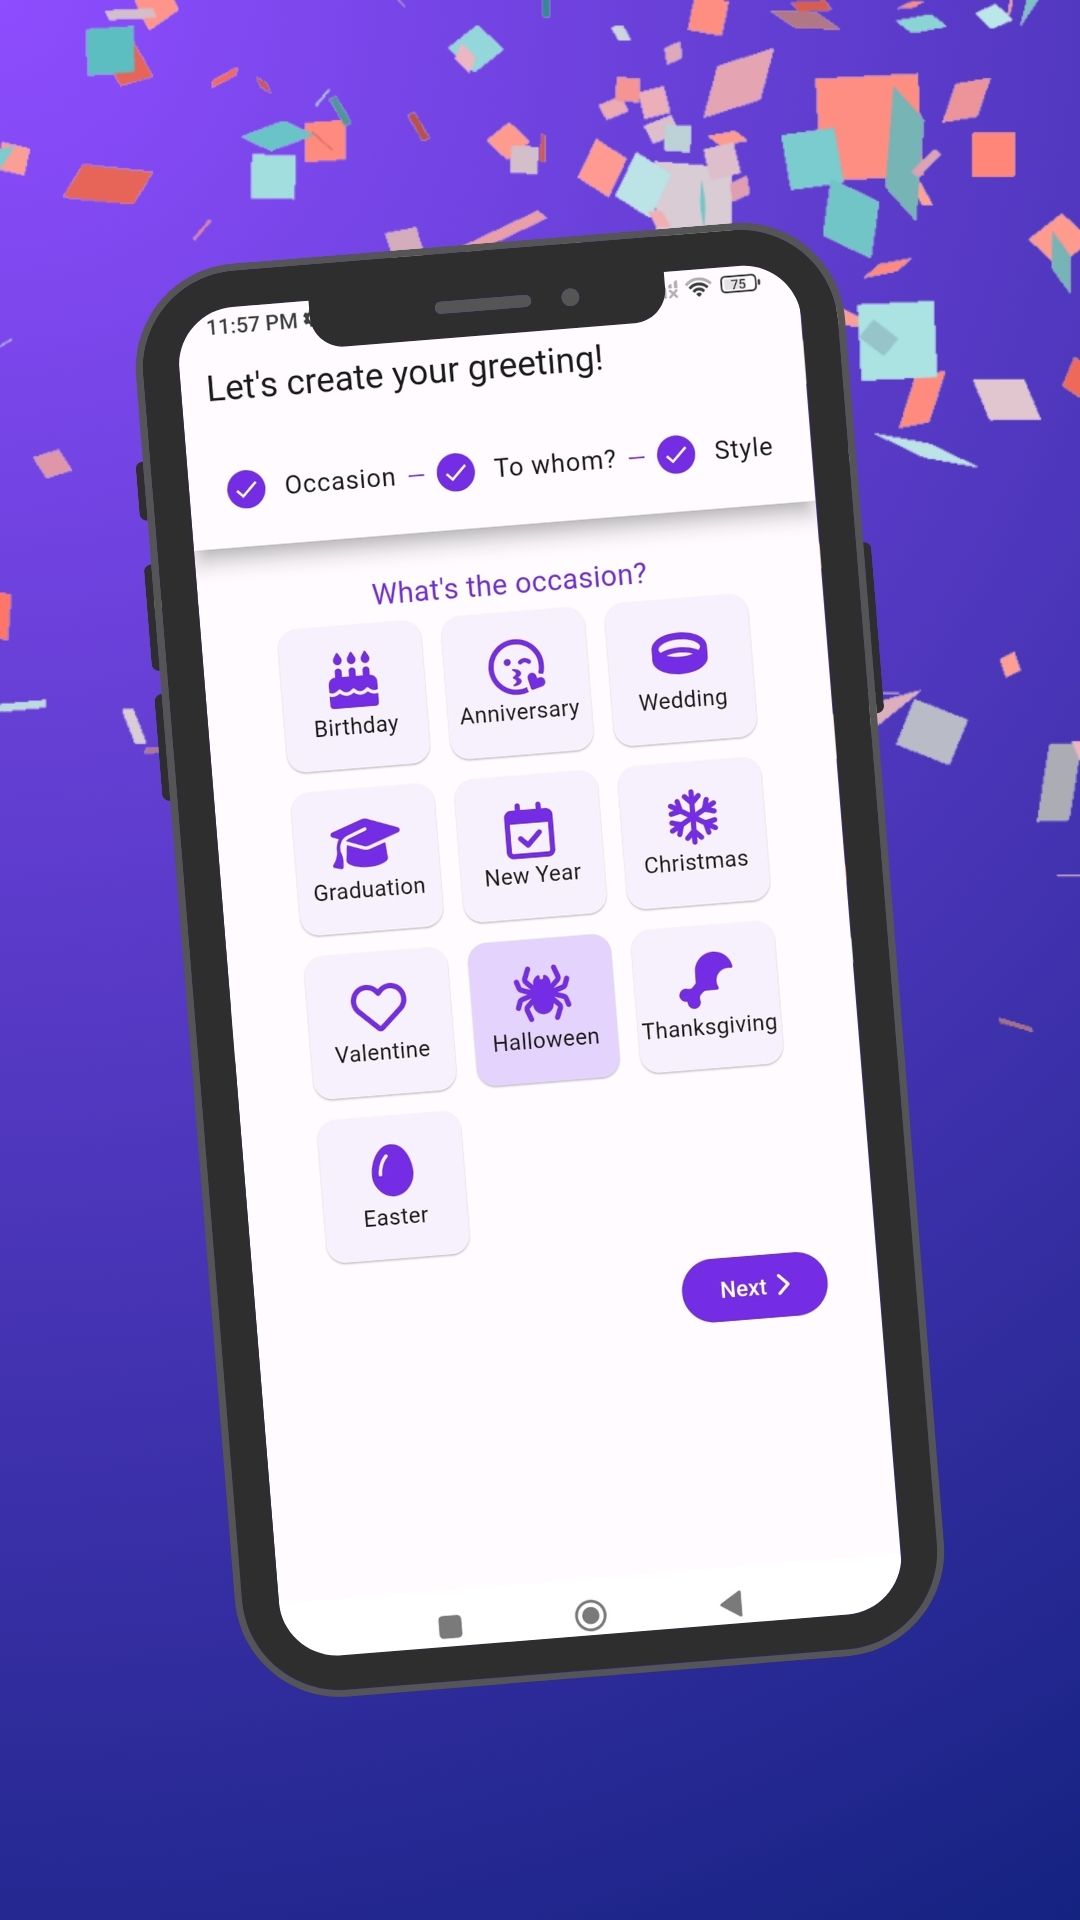 11:57 PM
75
Let's create your greeting!
Occasion – To whom? – Style
What's the occasion?
Birthday Anniversary Wedding
Graduation New Year Christmas
Valentine Halloween Thanksgiving
Easter
Next